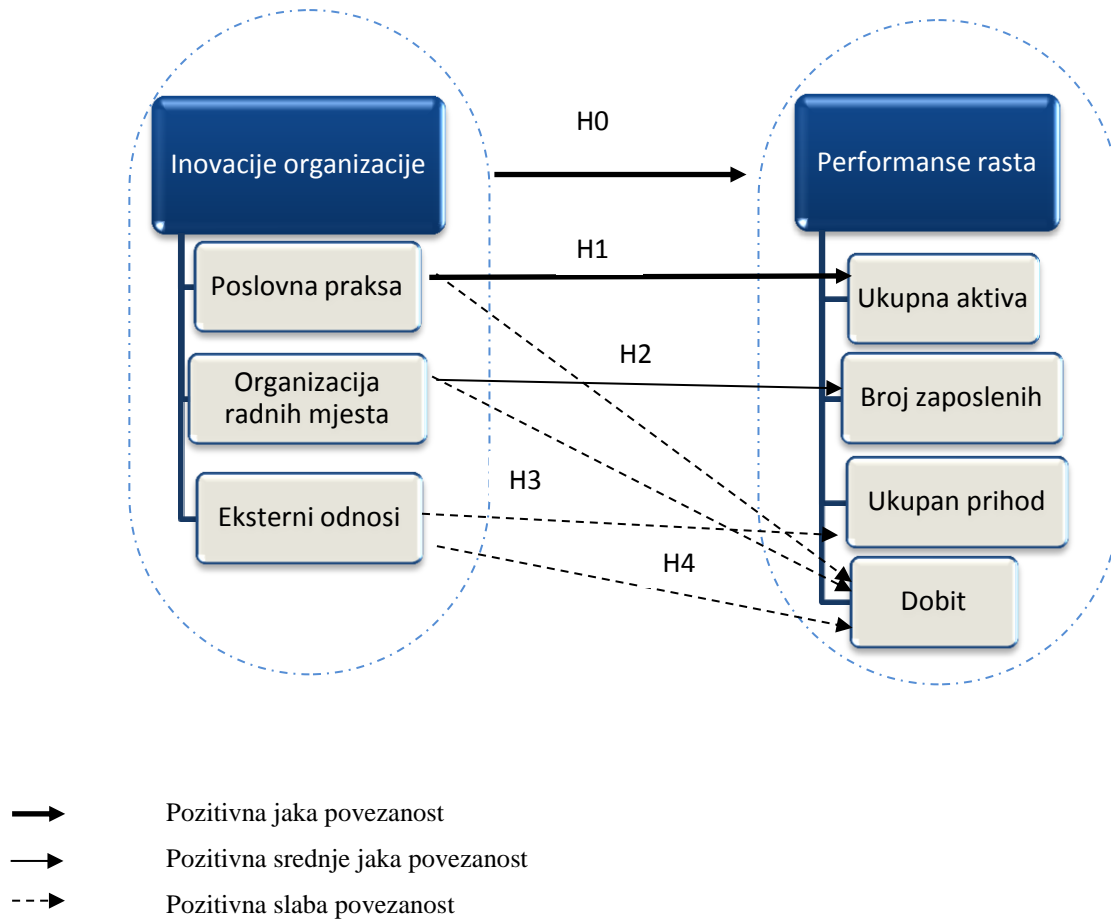 H0
Inovacije organizacije
Performanse rasta
H1
Poslovna praksa
Ukupna aktiva
H2
Organizacija
radnih mjesta
Broj zaposlenih
H3
Eksterni odnosi
Ukupan prihod
H4
Dobit
Pozitivna jaka povezanost
Pozitivna srednje jaka povezanost
Pozitivna slaba povezanost